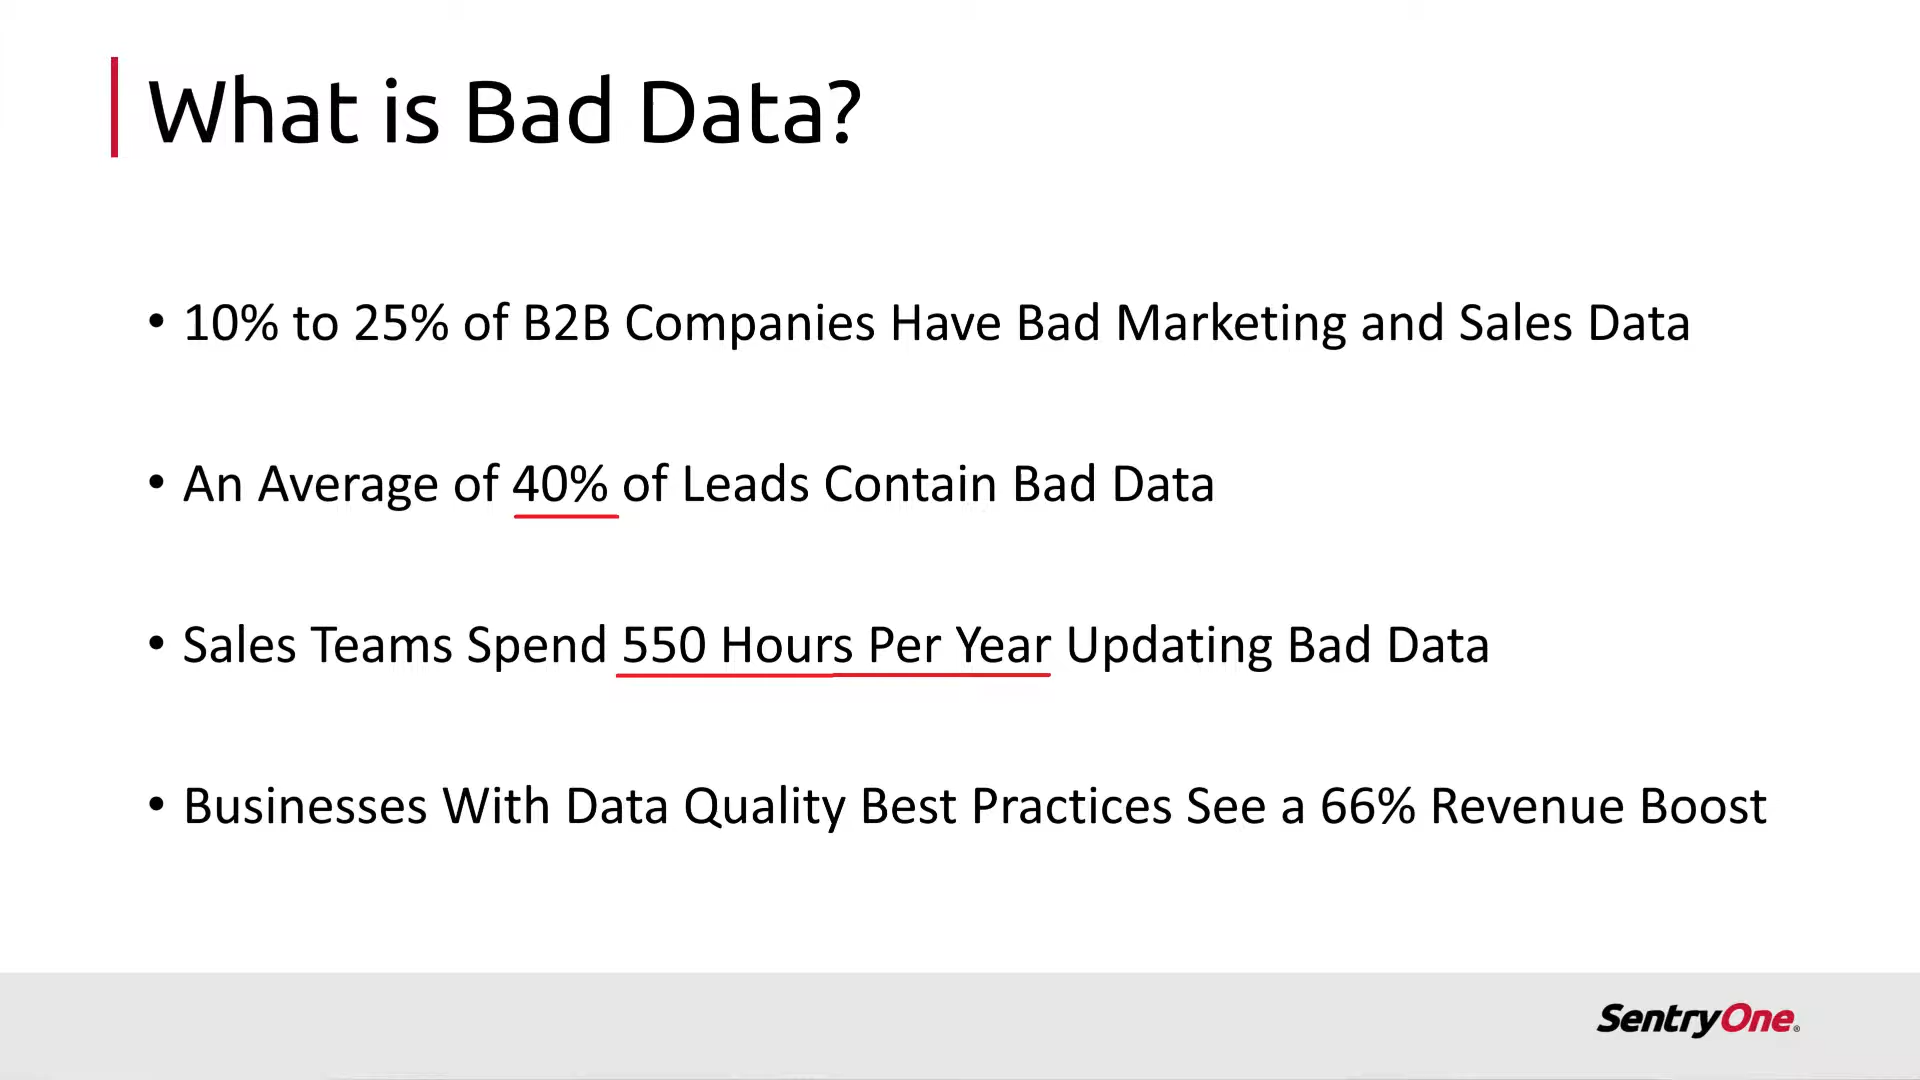 What is Bad Data?
• 10% to 25% of B2B Companies Have Bad Marketing and Sales Data
• An Average of 40% of Leads Contain Bad Data
• Sales Teams Spend 550 Hours Per Year Updating Bad Data
• Businesses With Data Quality Best Practices See a 66% Revenue Boost
SentryOne®